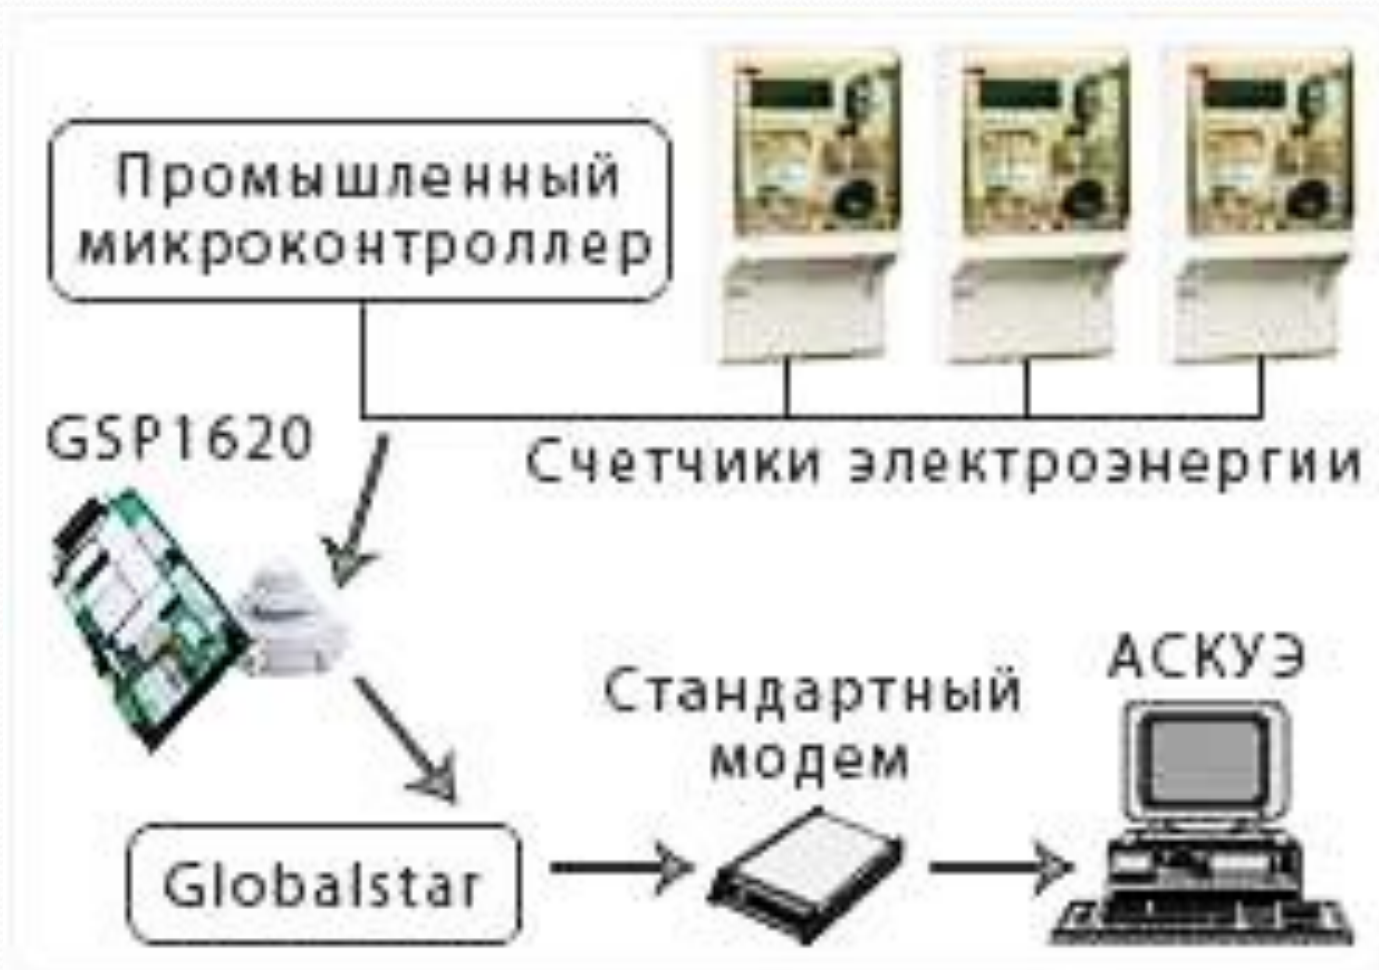 Промышленный
микроконтроллер
GSP1620
Счетчики электроэнергии
Стандартный
модем
АСКУЭ
Globalstar